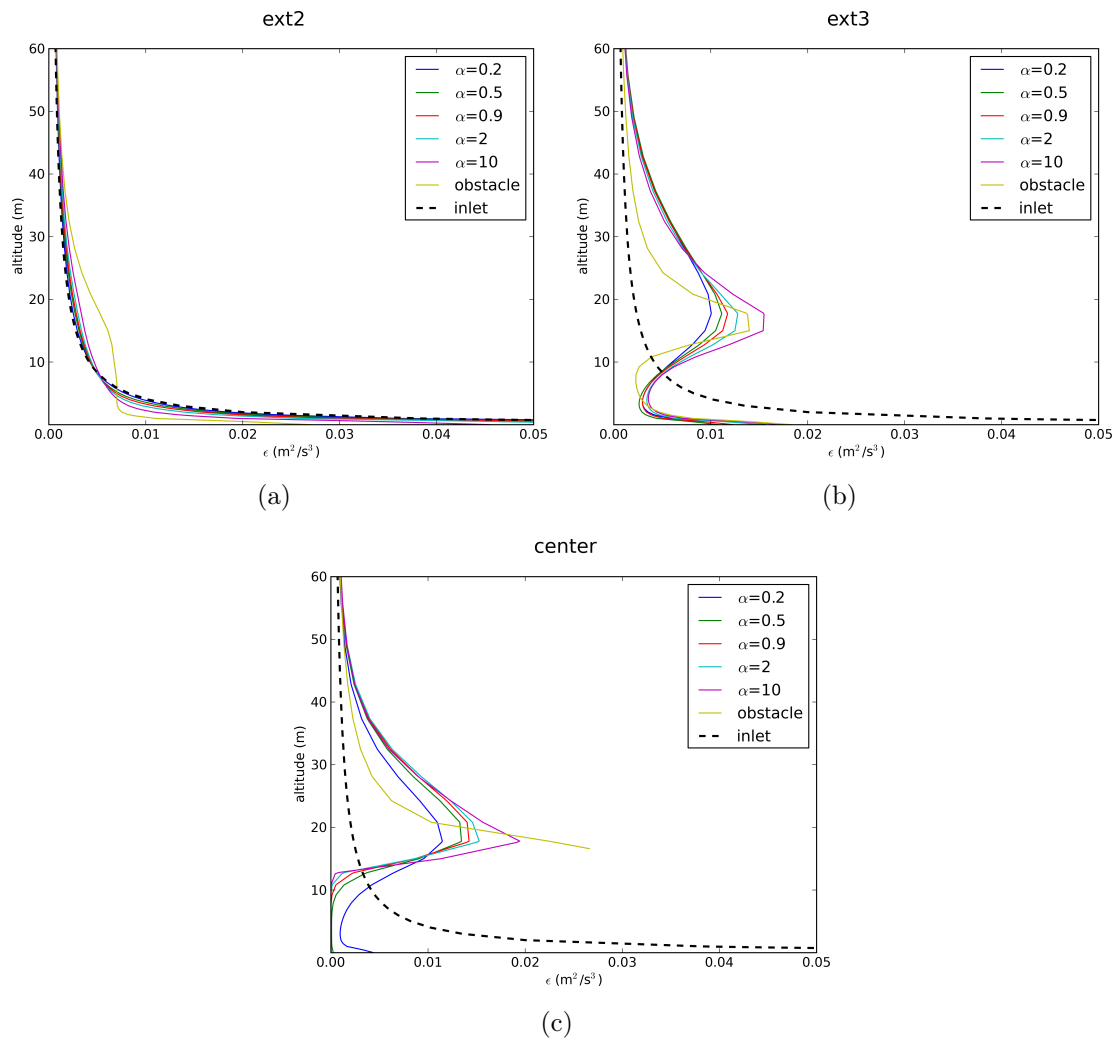 ext2
60
50
40
30
20
10
altitude (m)
0.00 0.01 0.02 0.03 0.04 0.05
ϵ (m²/s³)
α=0.2
α=0.5
α=0.9
α=2
α=10
obstacle
inlet
(a)
ext3
60
50
40
30
20
10
altitude (m)
0.00 0.01 0.02 0.03 0.04 0.05
ϵ (m²/s³)
α=0.2
α=0.5
α=0.9
α=2
α=10
obstacle
inlet
(b)
center
60
50
40
30
20
10
altitude (m)
0.00 0.01 0.02 0.03 0.04 0.05
ϵ (m²/s³)
α=0.2
α=0.5
α=0.9
α=2
α=10
obstacle
inlet
(c)